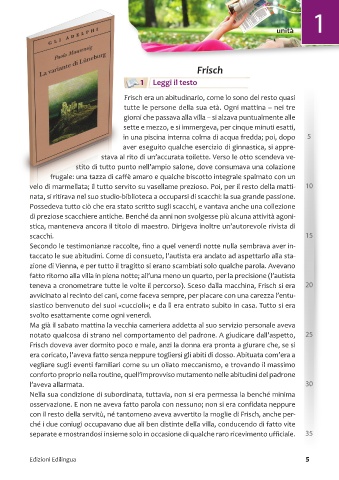 unità
1
GLI ADELPHI
Paolo Maurensig
La variante di Lüneburg
Frisch
1 Leggi il testo
Frisch era un abitudinario, come lo sono del resto quasi
tutte le persone della sua età. Ogni mattina – nei tre
giorni che passava alla villa – si alzava puntualmente alle
sette e mezzo, e si immergeva, per cinque minuti esatti,
in una piscina interna colma di acqua fredda; poi, dopo 5
aver eseguito qualche esercizio di ginnastica, si appre-
stava al rito di un'accurata toilette. Verso le otto scendeva ve-
stito di tutto punto nell'ampio salone, dove consumava una colazione
frugale: una tazza di caffè amaro e qualche biscotto integrale spalmato con un
velo di marmellata; il tutto servito su vasellame prezioso. Poi, per il resto della matti- 10
nata, si ritirava nel suo studio-biblioteca a occuparsi di scacchi: la sua grande passione.
Possedeva tutto ciò che era stato scritto sugli scacchi, e vantava anche una collezione
di preziose scacchiere antiche. Benché da anni non svolgesse più alcuna attività agoni-
stica, manteneva ancora il titolo di maestro. Dirigeva inoltre un'autorevole rivista di
scacchi. 15
Secondo le testimonianze raccolte, fino a quel venerdì notte nulla sembrava aver in-
taccato le sue abitudini. Come di consueto, l'autista era andato ad aspettarlo alla sta-
zione di Vienna, e per tutto il tragitto si erano scambiati solo qualche parola. Avevano
fatto ritorno alla villa in piena notte; all'una meno un quarto, per la precisione (l'autista
teneva a cronometrare tutte le volte il percorso). Sceso dalla macchina, Frisch si era 20
avvicinato al recinto dei cani, come faceva sempre, per placare con una carezza l'entu-
siastico benvenuto dei suoi «cuccioli»; e da lì era entrato subito in casa. Tutto si era
svolto esattamente come ogni venerdì.
Ma già il sabato mattina la vecchia cameriera addetta al suo servizio personale aveva
notato qualcosa di strano nel comportamento del padrone. A giudicare dall'aspetto, 25
Frisch doveva aver dormito poco e male, anzi la donna era pronta a giurare che, se si
era coricato, l'aveva fatto senza neppure togliersi gli abiti di dosso. Abituata com'era a
vegliare sugli eventi familiari come su un oliato meccanismo, e trovando il massimo
conforto proprio nella routine, quell'improvviso mutamento nelle abitudini del padrone
l'aveva allarmata. 30
Nella sua condizione di subordinata, tuttavia, non si era permessa la benché minima
osservazione. E non ne aveva fatto parola con nessuno; non si era confidata neppure
con il resto della servitù, né tantomeno aveva avvertito la moglie di Frisch, anche per-
ché i due coniugi occupavano due ali ben distinte della villa, conducendo di fatto vite
separate e mostrandosi insieme solo in occasione di qualche raro ricevimento ufficiale. 35
Edizioni Edilingua
5